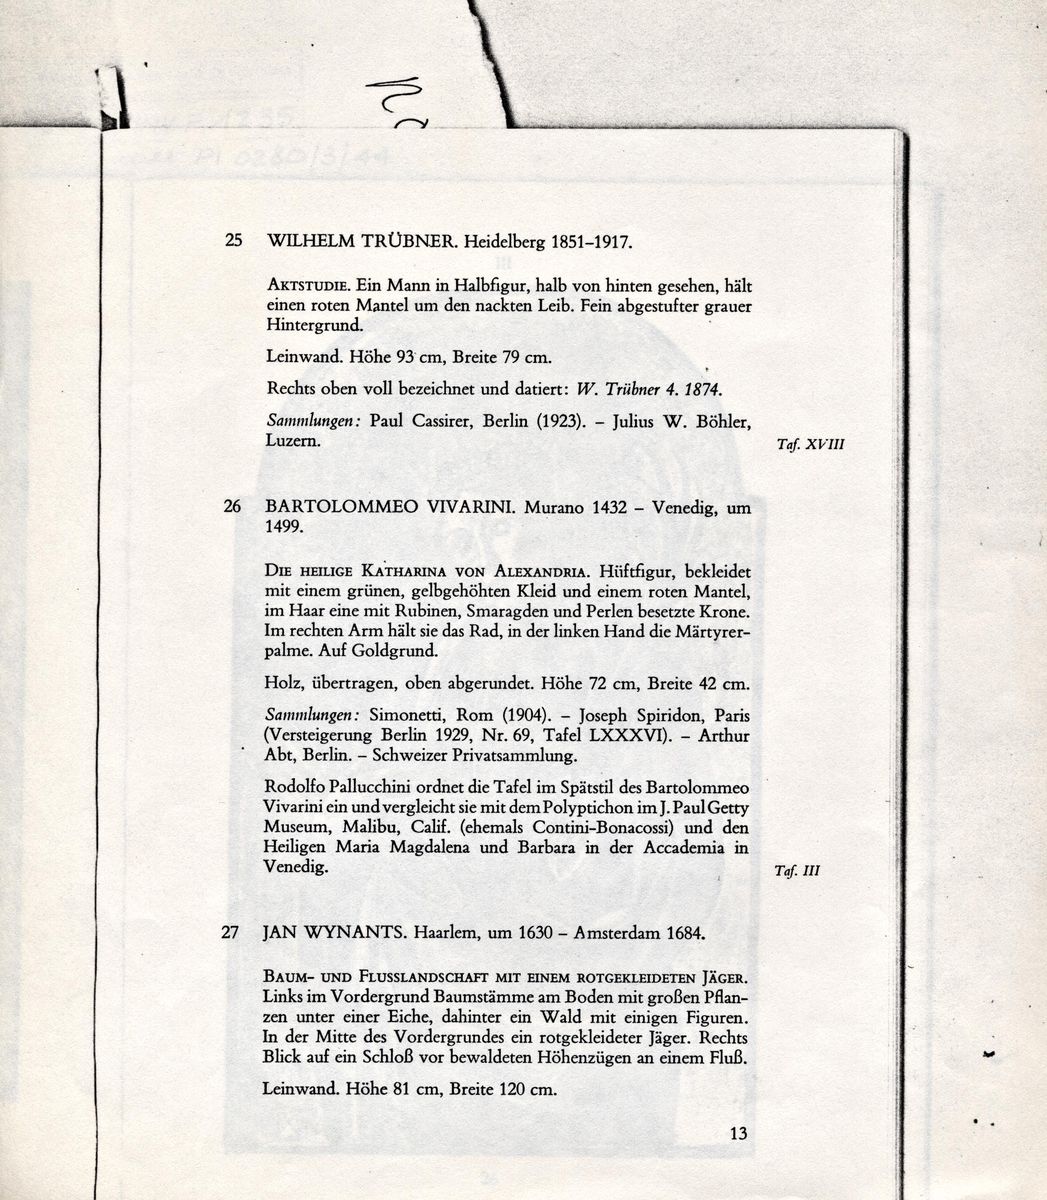 25 WILHELM TRÜBNER. Heidelberg 1851–1917.
AKTSTUDIE. Ein Mann in Halbfigur, halb von hinten gesehen, hält
einen roten Mantel um den nackten Leib. Fein abgestufter grauer
Hintergrund.
Leinwand. Höhe 93 cm, Breite 79 cm.
Rechts oben voll bezeichnet und datiert: W. Trübner 4. 1874.
Sammlungen: Paul Cassirer, Berlin (1923). – Julius W. Böhler,
Luzern.
Taf. XVIII
26 BARTOLOMMEO VIVARINI. Murano 1432 – Venedig, um
1499.
DIE HEILIGE KATHARINA VON ALEXANDRIA. Hüftfigur, bekleidet
mit einem grünen, gelbgehöhten Kleid und einem roten Mantel,
im Haar eine mit Rubinen, Smaragden und Perlen besetzte Krone.
Im rechten Arm hält sie das Rad, in der linken Hand die Märtyrer-
palme. Auf Goldgrund.
Holz, übertragen, oben abgerundet. Höhe 72 cm, Breite 42 cm.
Sammlungen: Simonetti, Rom (1904). – Joseph Spiridon, Paris
(Versteigerung Berlin 1929, Nr. 69, Tafel LXXXVI). – Arthur
Abt, Berlin. – Schweizer Privatsammlung.
Rodolfo Pallucchini ordnet die Tafel im Spätstil des Bartolommeo
Vivarini ein und vergleicht sie mit dem Polyptichon im J. Paul Getty
Museum, Malibu, Calif. (ehemals Contini-Bonacossi) und den
Heiligen Maria Magdalena und Barbara in der Accademia in
Venedig.
Taf. III
27 JAN WYNANTS. Haarlem, um 1630 – Amsterdam 1684.
BAUM- UND FLUSSLANDSCHAFT MIT EINEM ROTGEKLEIDETEN JÄGER.
Links im Vordergrund Baumstämme am Boden mit großen Pflan-
zen unter einer Eiche, dahinter ein Wald mit einigen Figuren.
In der Mitte des Vordergrundes ein rotgekleideter Jäger. Rechts
Blick auf ein Schloß vor bewaldeten Höhenzügen an einem Fluß.
Leinwand. Höhe 81 cm, Breite 120 cm.
13